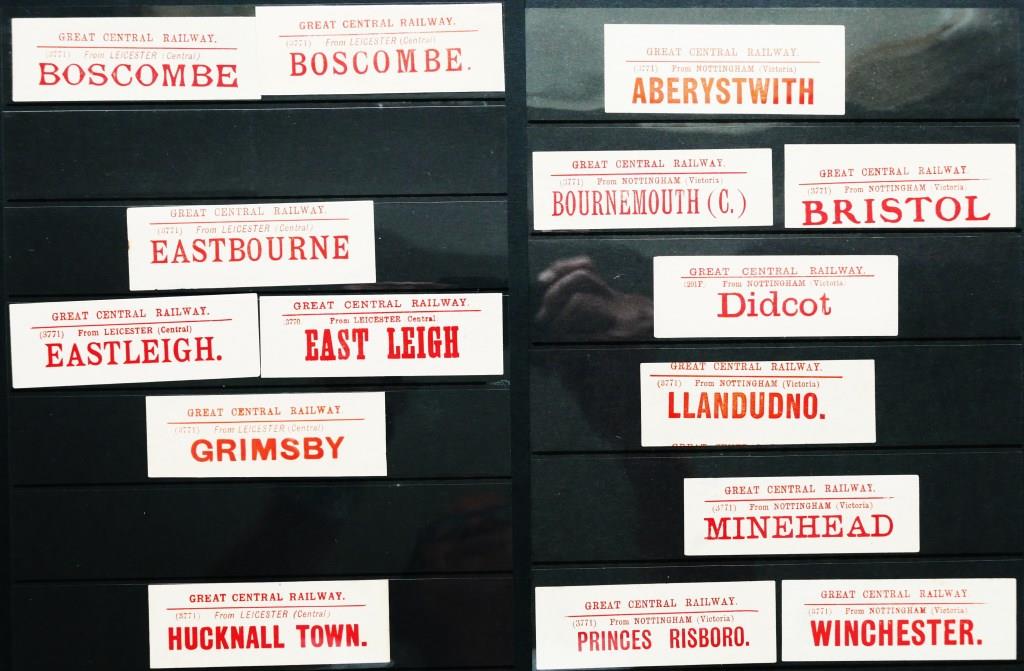 GREAT CENTRAL RAILWAY.
(3771) From LEICESTER (Central)
BOSCOMBE
GREAT CENTRAL RAILWAY.
(3771) From LEICESTER (Central)
BOSCOMBE.
GREAT CENTRAL RAILWAY.
(3771) From LEICESTER (Central)
EASTBOURNE
GREAT CENTRAL RAILWAY.
(3771) From LEICESTER (Central)
EASTLEIGH.
GREAT CENTRAL RAILWAY.
3770. From LEICESTER Central.
EAST LEIGH
GREAT CENTRAL RAILWAY
(3771) From LEICESTER (Central)
GRIMSBY
GREAT CENTRAL RAILWAY.
(3771) From LEICESTER (Central)
HUCKNALL TOWN.
GREAT CENTRAL RAILWAY.
(3771) From NOTTINGHAM (Victoria)
ABERYSTWITH
GREAT CENTRAL RAILWAY.
(3771) From NOTTINGHAM (Victoria)
BOURNEMOUTH (C.)
GREAT CENTRAL RAILWAY.
(3771) From NOTTINGHAM (Victoria)
BRISTOL
GREAT CENTRAL RAILWAY.
(291F) From NOTTINGHAM (Victoria)
Didcot
GREAT CENTRAL RAILWAY.
(3771) From NOTTINGHAM (Victoria)
LLANDUDNO.
GREAT CENTRAL RAILWAY.
(3771) From NOTTINGHAM (Victoria)
MINEHEAD
GREAT CENTRAL RAILWAY.
(3771) From NOTTINGHAM (Victoria)
PRINCES RISBORO.
GREAT CENTRAL RAILWAY.
(3771) From NOTTINGHAM (Victoria)
WINCHESTER.